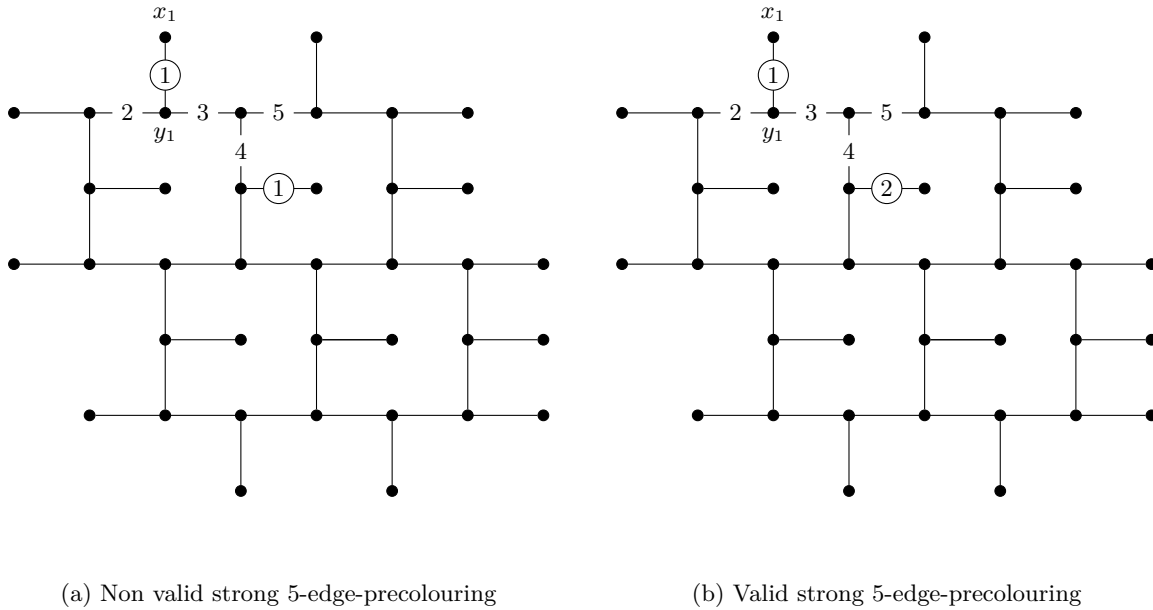 x₁ x₁
1 1
2 3 5 2 3 5
y₁ y₁
4 4
1 2
(a) Non valid strong 5-edge-precolouring (b) Valid strong 5-edge-precolouring